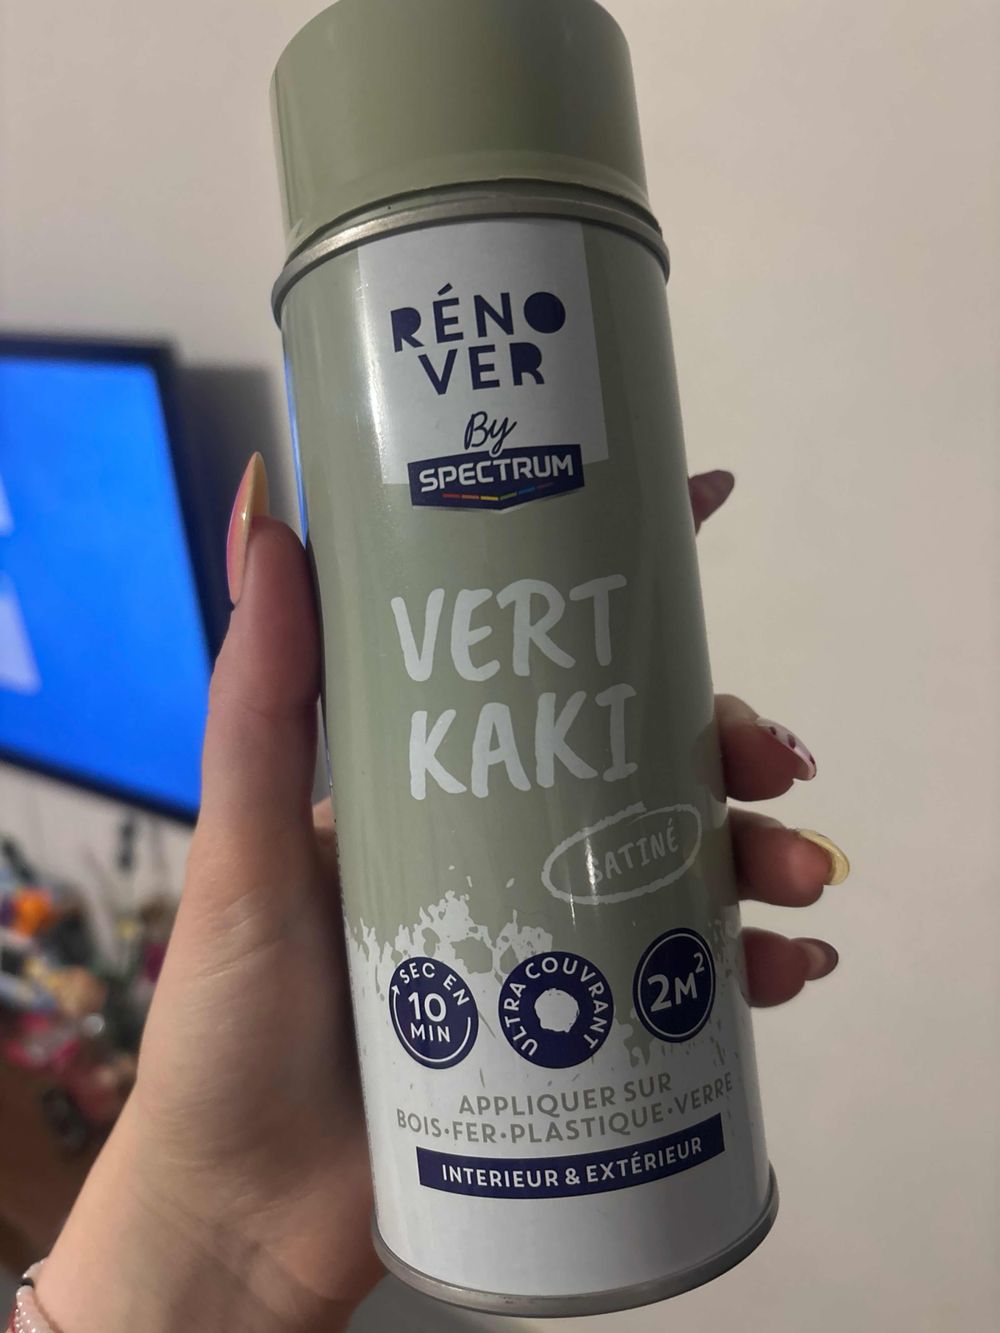 RÉNO
VER
By
SPECTRUM
VERT
KAKI
SATINÉ
SEC EN
10
MIN
ULTRA COUVRANT
2M²
APPLIQUER SUR
BOIS•FER•PLASTIQUE•VERRE
INTERIEUR & EXTÉRIEUR